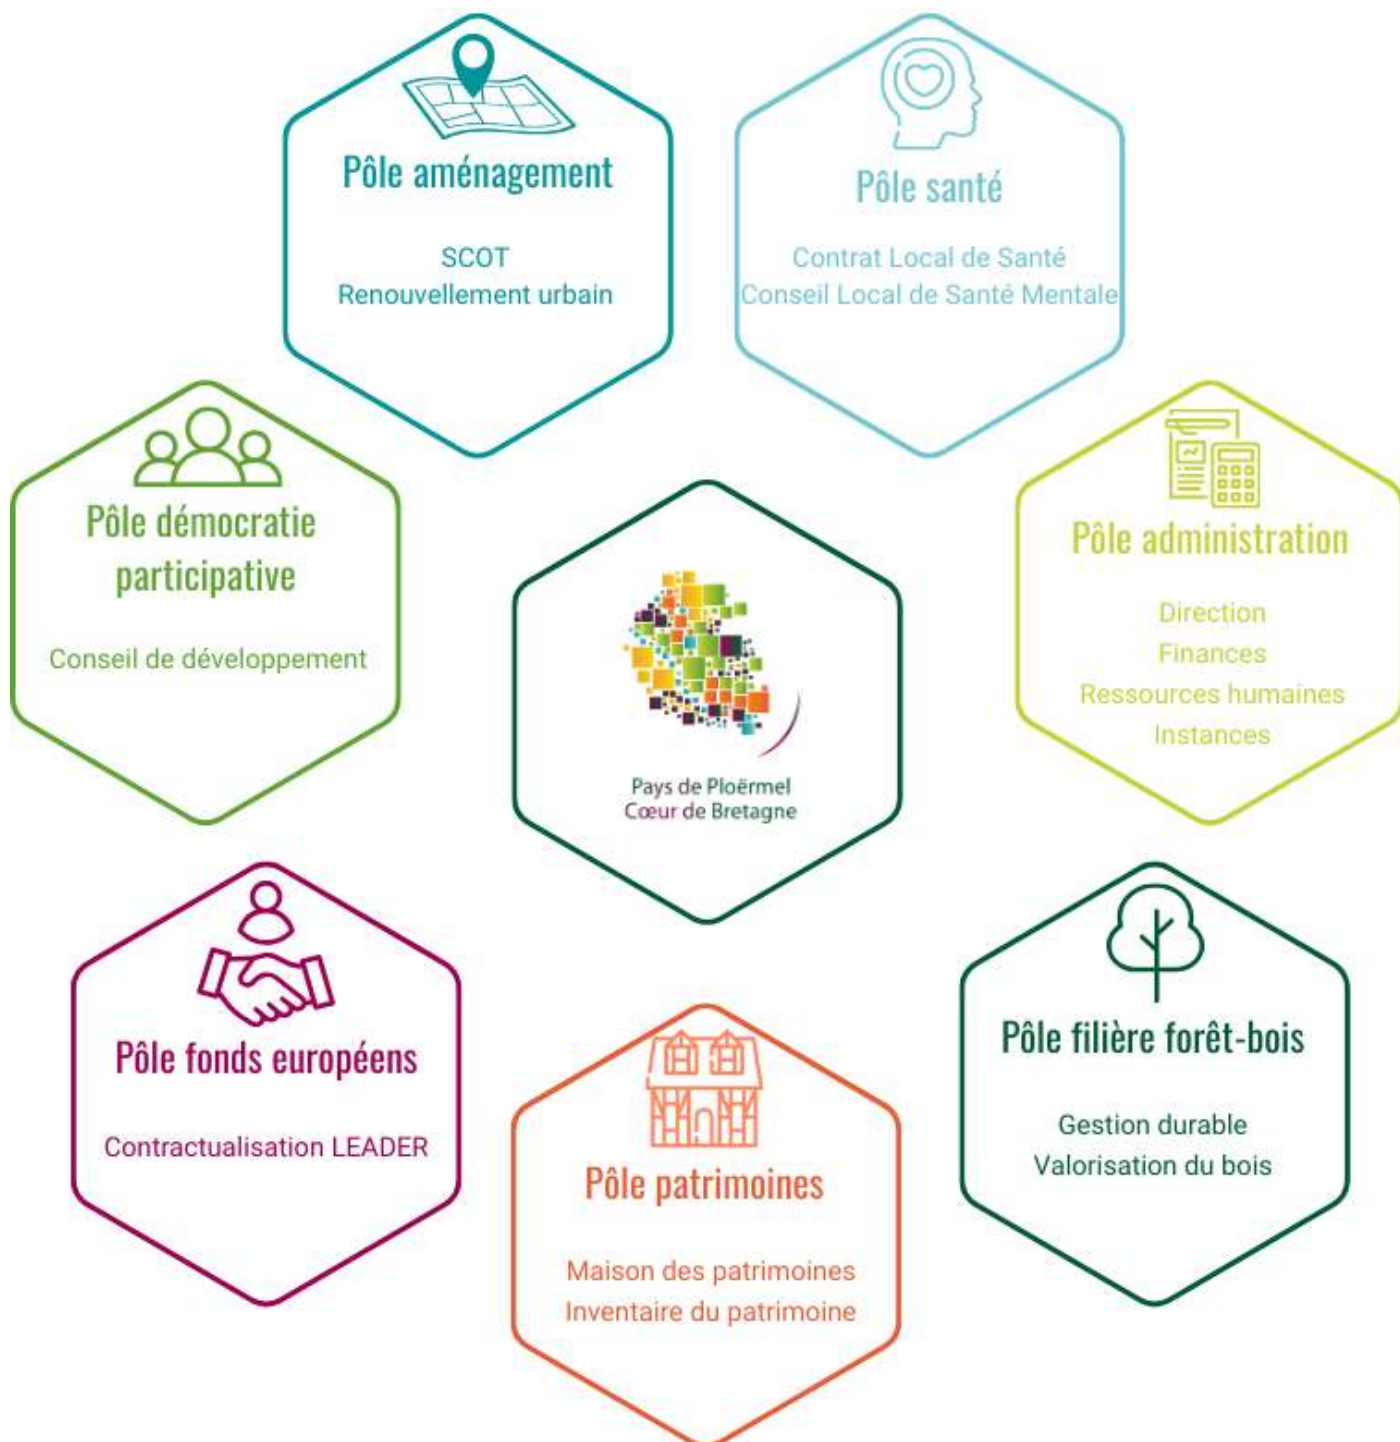 Pôle aménagement
SCOT
Renouvellement urbain
Pôle santé
Contrat Local de Santé
Conseil Local de Santé Mentale
Pôle démocratie
participative
Conseil de développement
Pays de Ploërmel
Cœur de Bretagne
Pôle administration
Direction
Finances
Ressources humaines
Instances
Pôle fonds européens
Contractualisation LEADER
Pôle patrimoines
Maison des patrimoines
Inventaire du patrimoine
Pôle filière forêt-bois
Gestion durable
Valorisation du bois